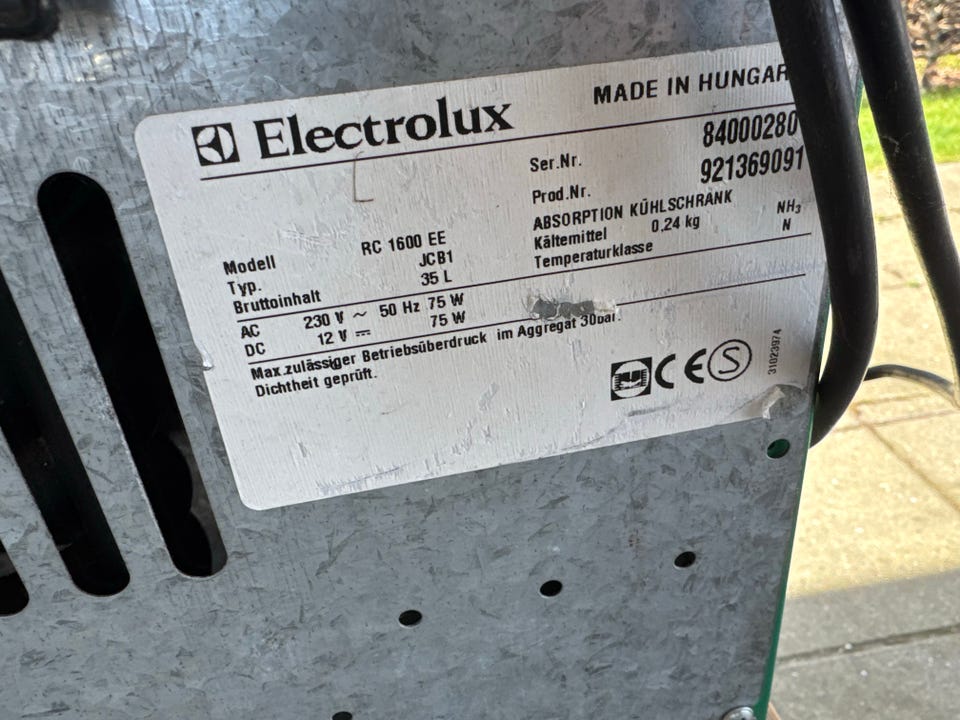 Electrolux MADE IN HUNGAR
Ser.Nr. 84000280
Prod.Nr. 921369091
Modell RC 1600 EE ABSORPTION KÜHLSCHRANK
Typ. JCB1 Kältemittel 0,24 kg NH₃
Bruttoinhalt 35 L Temperaturklasse N
AC 230 V ~ 50 Hz 75 W
DC 12 V ⎓ 75 W
Max.zulässiger Betriebsüberdruck im Aggregat 30bar.
Dichtheit geprüft.
CE S
31023974